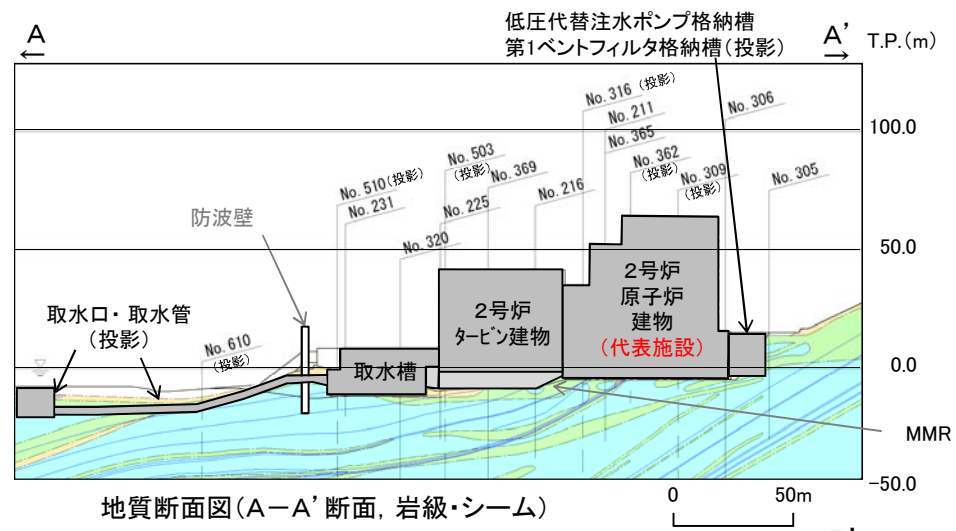 低圧代替注水ポンプ格納槽
第1ベントフィルタ格納槽(投影)
A
A’
T.P.(m)
No. 316 (投影)
No. 211
No. 365
No. 306
100.0
No. 503
(投影)
No. 362
(投影)
No. 510(投影)
No. 369
No. 309
(投影)
No. 305
No. 231
No. 225
No. 216
防波壁
No. 320
50.0
2号炉
原子炉
建物
(代表施設)
2号炉
タービン建物
取水口・取水管
(投影)
No. 610
(投影)
取水槽
0.0
MMR
-50.0
地質断面図(A-A’断面, 岩級・シーム)
0
50m